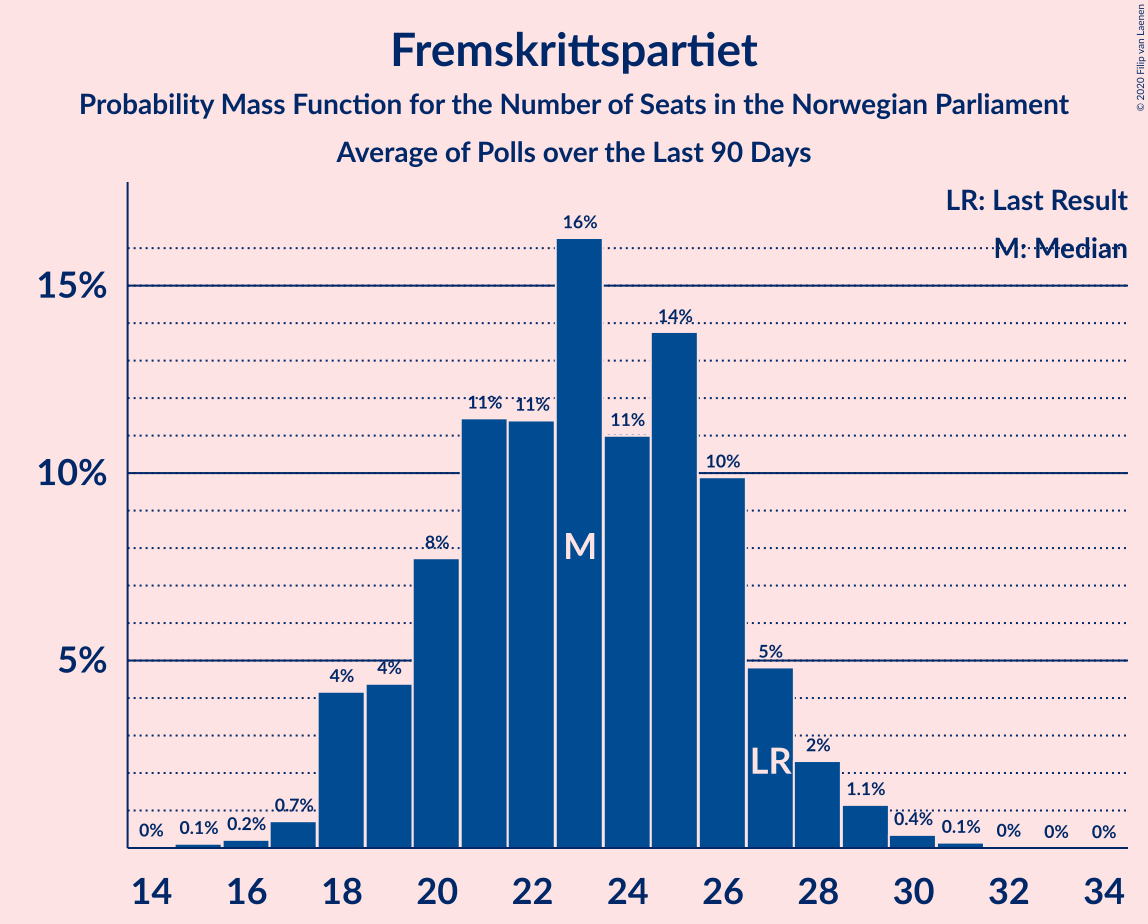 Fremskrittspartiet
Probability Mass Function for the Number of Seats in the Norwegian Parliament
Average of Polls over the Last 90 Days
© 2020 Filip van Laenen
LR: Last Result
M: Median
15%
10%
5%
0%
0.1%
0.2%
0.7%
4%
4%
8%
11%
11%
16%
11%
14%
10%
5%
2%
1.1%
0.4%
0.1%
0%
0%
0%
M
LR
14 16 18 20 22 24 26 28 30 32 34